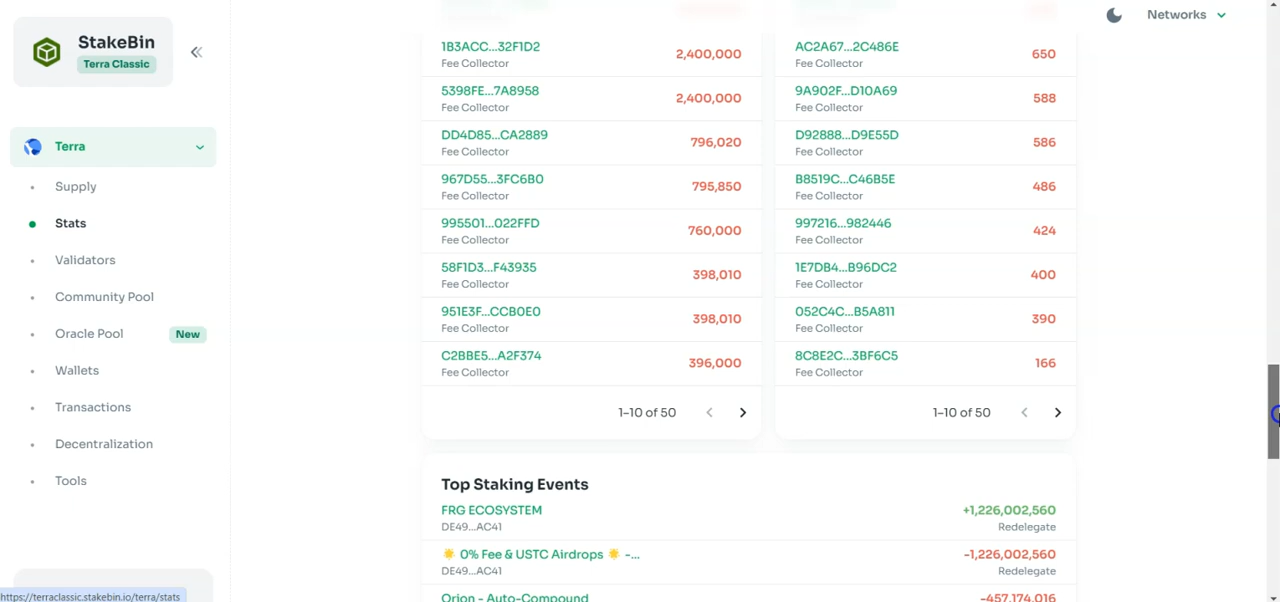 StakeBin
Terra Classic
Networks
Terra
Supply
Stats
Validators
Community Pool
Oracle Pool New
Wallets
Transactions
Decentralization
Tools
1B3ACC...32F1D2 2,400,000
Fee Collector
5398FE...7A8958 2,400,000
Fee Collector
DD4D85...CA2889 796,020
Fee Collector
967D55...3FC6B0 795,850
Fee Collector
995501...022FFD 760,000
Fee Collector
58F1D3...F43935 398,010
Fee Collector
951E3F...CCB0E0 398,010
Fee Collector
C2BBE5...A2F374 396,000
Fee Collector
1–10 of 50
AC2A67...2C486E 650
Fee Collector
9A902F...D10A69 588
Fee Collector
D92888...D9E55D 586
Fee Collector
B8519C...C46B5E 486
Fee Collector
997216...982446 424
Fee Collector
1E7DB4...B96DC2 400
Fee Collector
052C4C...B5A811 390
Fee Collector
8C8E2C...3BF6C5 166
Fee Collector
1–10 of 50
Top Staking Events
FRG ECOSYSTEM +1,226,002,560
DE49...AC41 Redelegate
🌟 0% Fee & USTC Airdrops 🌟 -... -1,226,002,560
DE49...AC41 Redelegate
Orion - Auto-Compound -457,174,016
https://terraclassic.stakebin.io/terra/stats